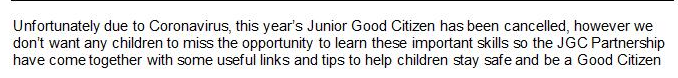 Unfortunately due to Coronavirus, this year's Junior Good Citizen has been cancelled, however we
don't want any children to miss the opportunity to learn these important skills so the JGC Partnership
have come together with some useful links and tips to help children stay safe and be a Good Citizen